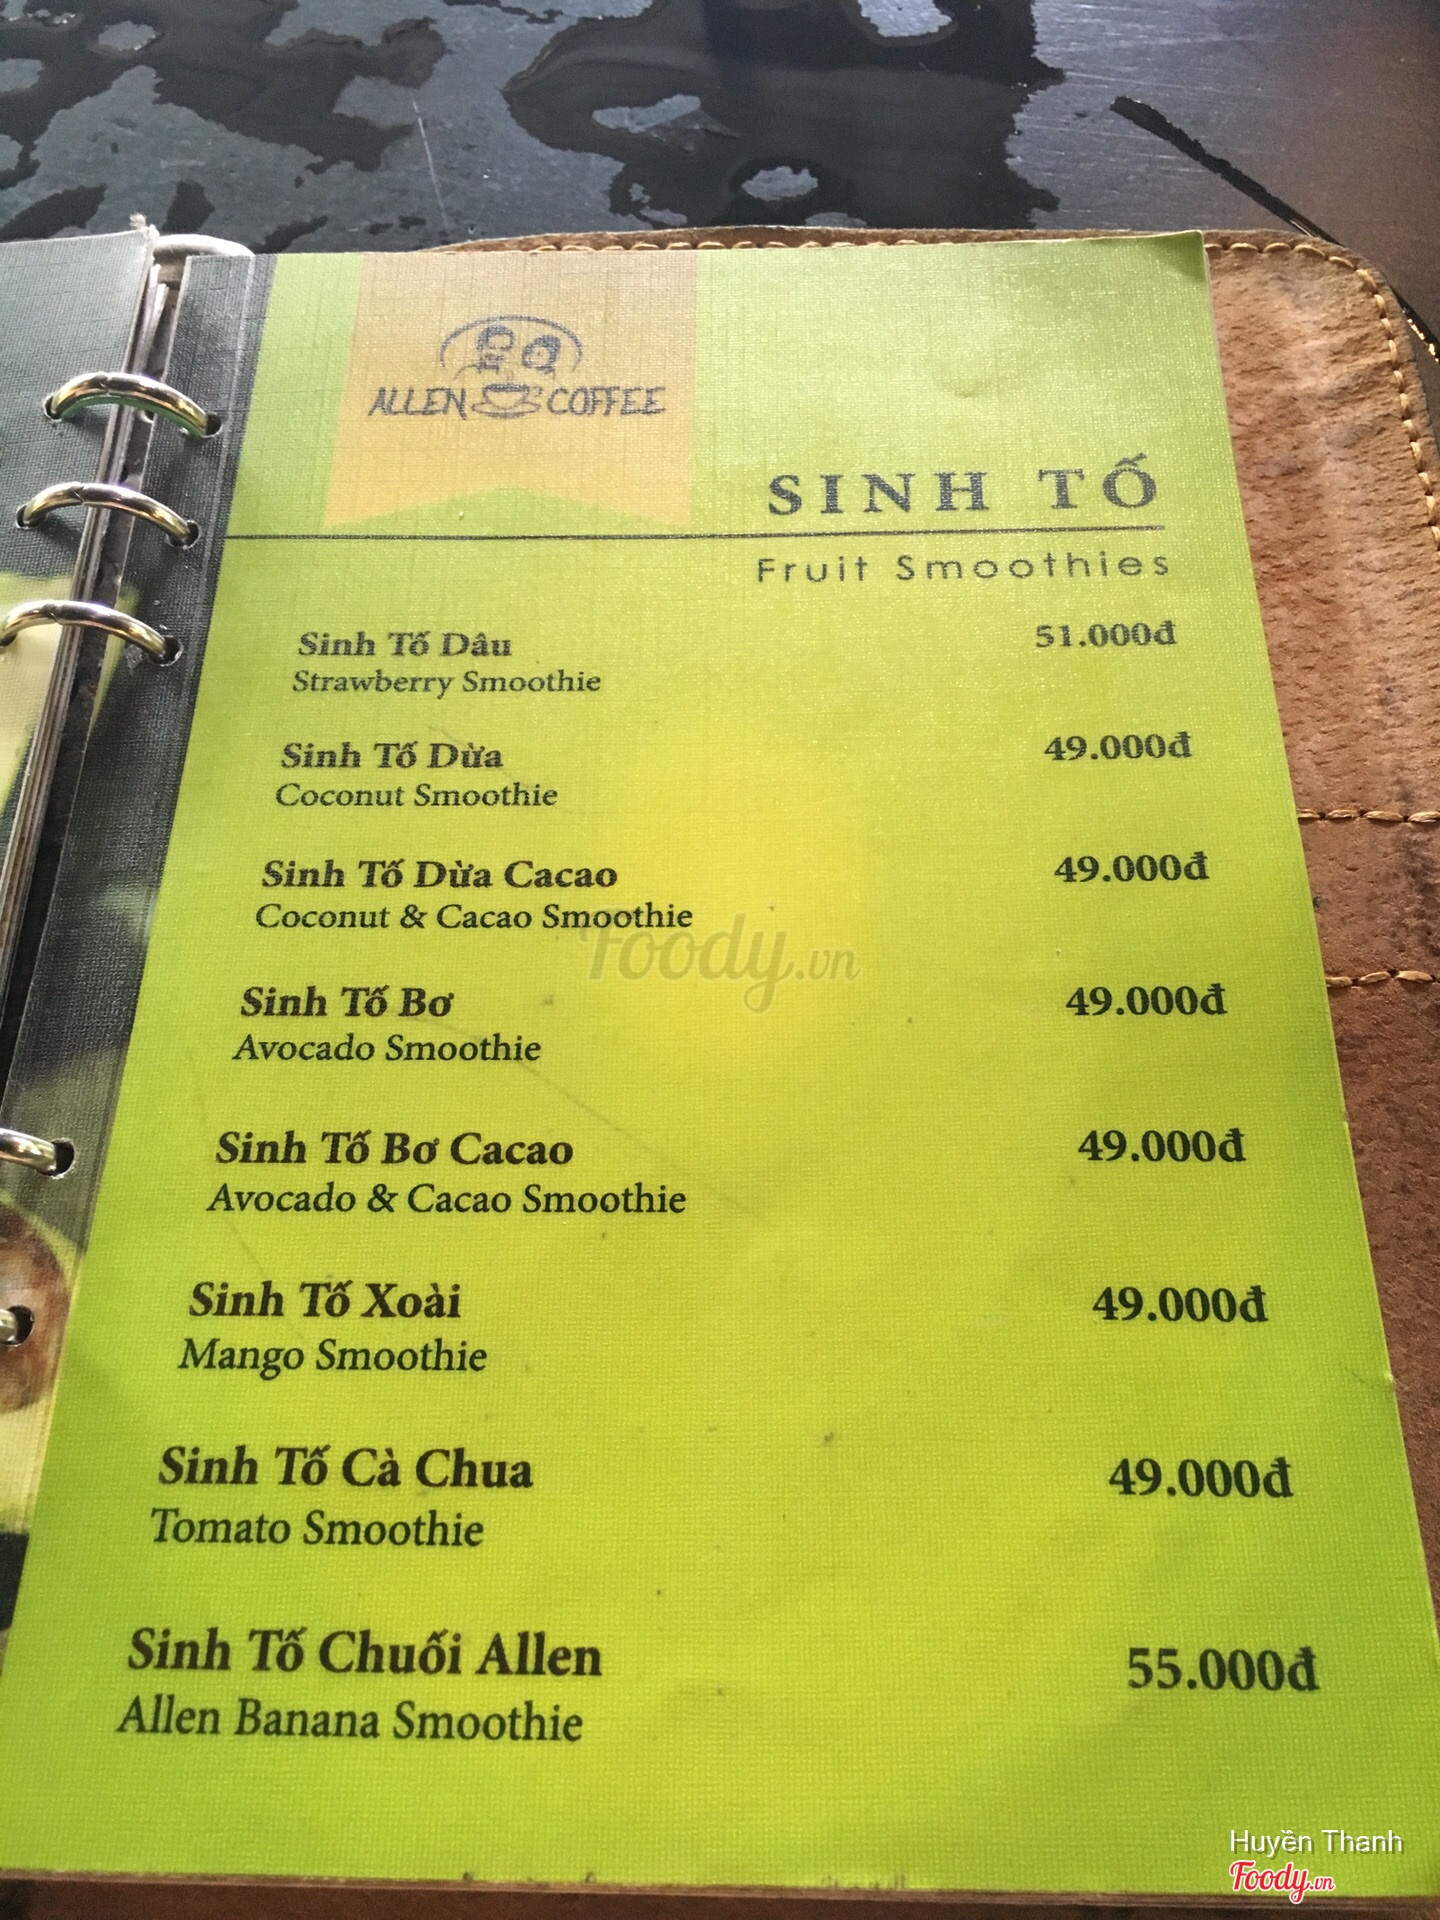 ALLEN COFFEE
SINH TỐ
Fruit Smoothies
Sinh Tố Dâu 51.000đ
Strawberry Smoothie
Sinh Tố Dừa 49.000đ
Coconut Smoothie
Sinh Tố Dừa Cacao 49.000đ
Coconut & Cacao Smoothie
Foody.vn
Sinh Tố Bơ 49.000đ
Avocado Smoothie
Sinh Tố Bơ Cacao 49.000đ
Avocado & Cacao Smoothie
Sinh Tố Xoài 49.000đ
Mango Smoothie
Sinh Tố Cà Chua 49.000đ
Tomato Smoothie
Sinh Tố Chuối Allen 55.000đ
Allen Banana Smoothie
Huyền Thanh
Foody.vn